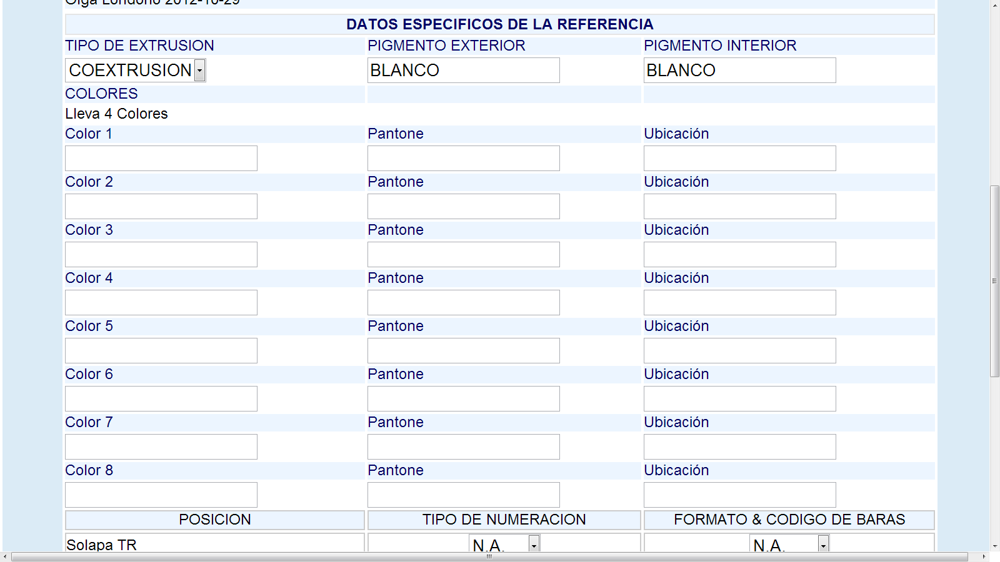 Olga Londoño 2012-10-29
DATOS ESPECIFICOS DE LA REFERENCIA
TIPO DE EXTRUSION PIGMENTO EXTERIOR PIGMENTO INTERIOR
COEXTRUSION BLANCO BLANCO
COLORES
Lleva 4 Colores
Color 1 Pantone Ubicación
Color 2 Pantone Ubicación
Color 3 Pantone Ubicación
Color 4 Pantone Ubicación
Color 5 Pantone Ubicación
Color 6 Pantone Ubicación
Color 7 Pantone Ubicación
Color 8 Pantone Ubicación
POSICION TIPO DE NUMERACION FORMATO & CODIGO DE BARAS
Solapa TR N.A. N.A.